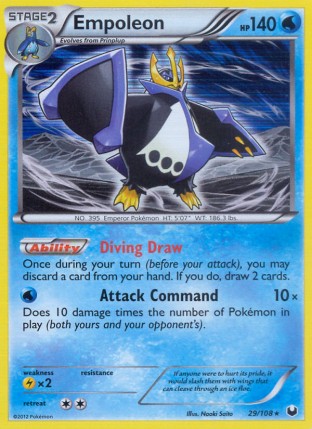 STAGE2 Empoleon HP 140
Evolves from Prinplup
NO. 395 Emperor Pokémon HT: 5'07" WT: 186.3 lbs.
Ability Diving Draw
Once during your turn (before your attack), you may
discard a card from your hand. If you do, draw 2 cards.
Attack Command 10×
Does 10 damage times the number of Pokémon in
play (both yours and your opponent's).
weakness resistance
×2
retreat
If anyone were to hurt its pride, it
would slash them with wings that
can cleave through an ice floe.
Illus. Naoki Saito 29/108 ★
©2012 Pokémon